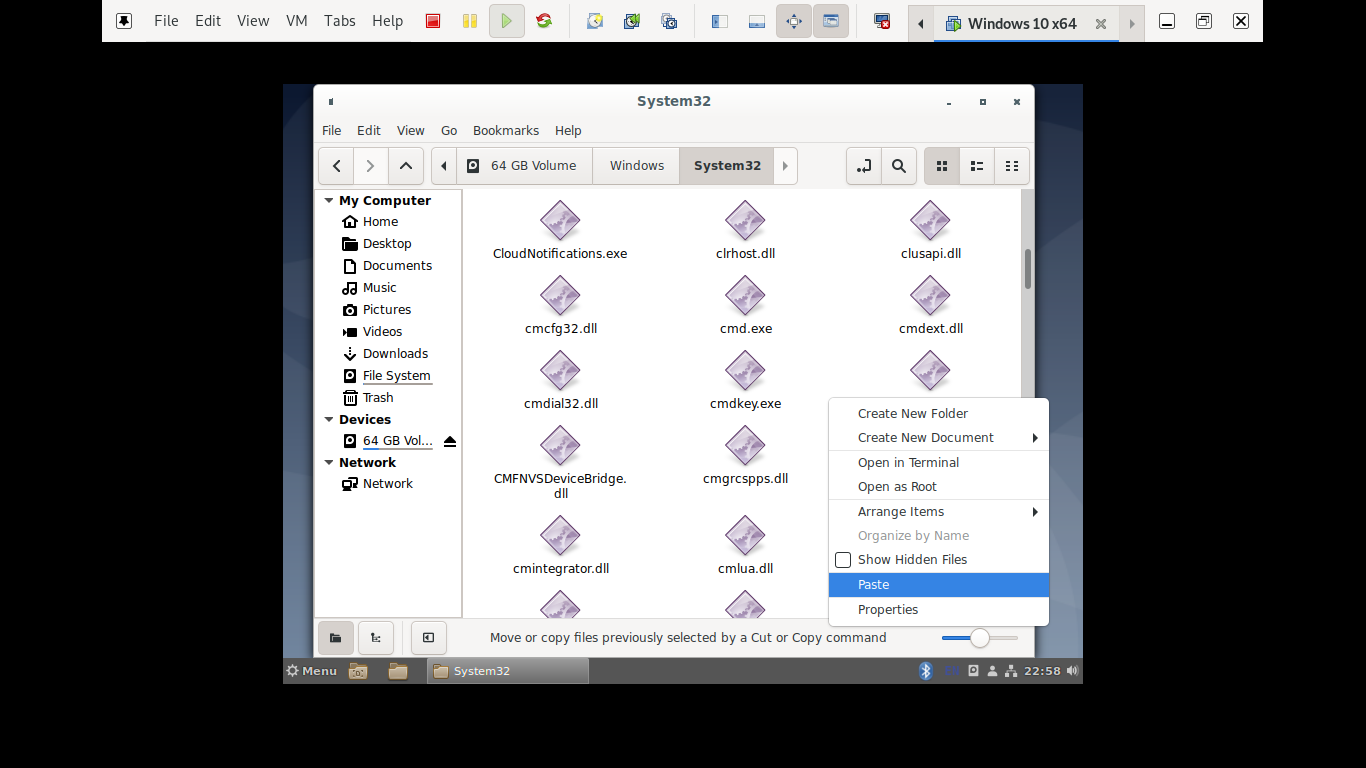 File Edit View VM Tabs Help
Windows 10 x64
System32
File Edit View Go Bookmarks Help
64 GB Volume Windows System32
My Computer
Home
Desktop
Documents
Music
Pictures
Videos
Downloads
File System
Trash
Devices
64 GB Vol...
Network
Network
CloudNotifications.exe clrhost.dll clusapi.dll
cmcfg32.dll cmd.exe cmdext.dll
cmdial32.dll cmdkey.exe
CMFNVSDeviceBridge.
dll
cmgrcspps.dll
cmintegrator.dll cmlua.dll
Create New Folder
Create New Document
Open in Terminal
Open as Root
Arrange Items
Organize by Name
Show Hidden Files
Paste
Properties
Move or copy files previously selected by a Cut or Copy command
Menu System32 22:58